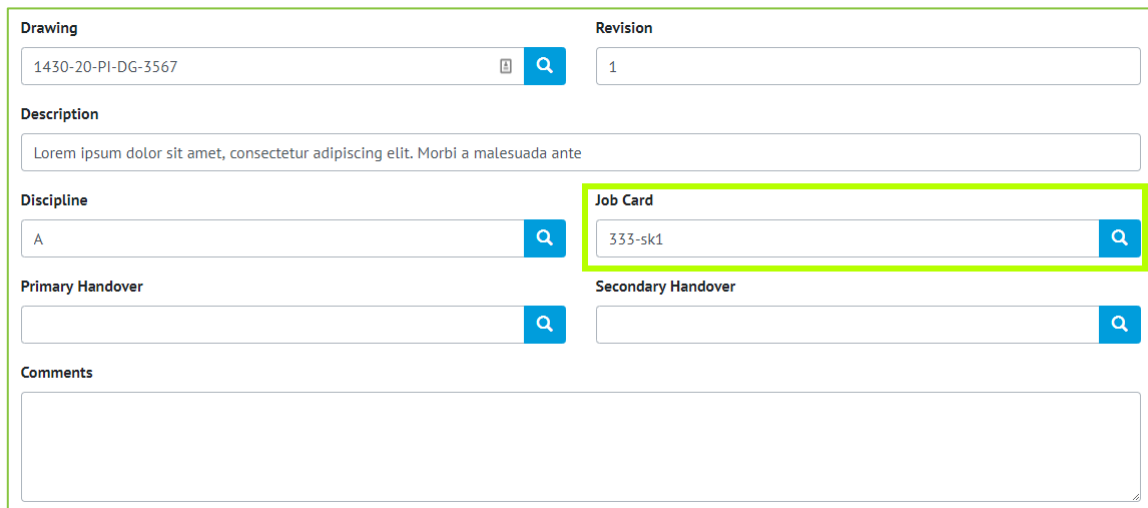 Drawing Revision
1430-20-PI-DG-3567 1
Description
Lorem ipsum dolor sit amet, consectetur adipiscing elit. Morbi a malesuada ante
Discipline Job Card
A 333-sk1
Primary Handover Secondary Handover
Comments